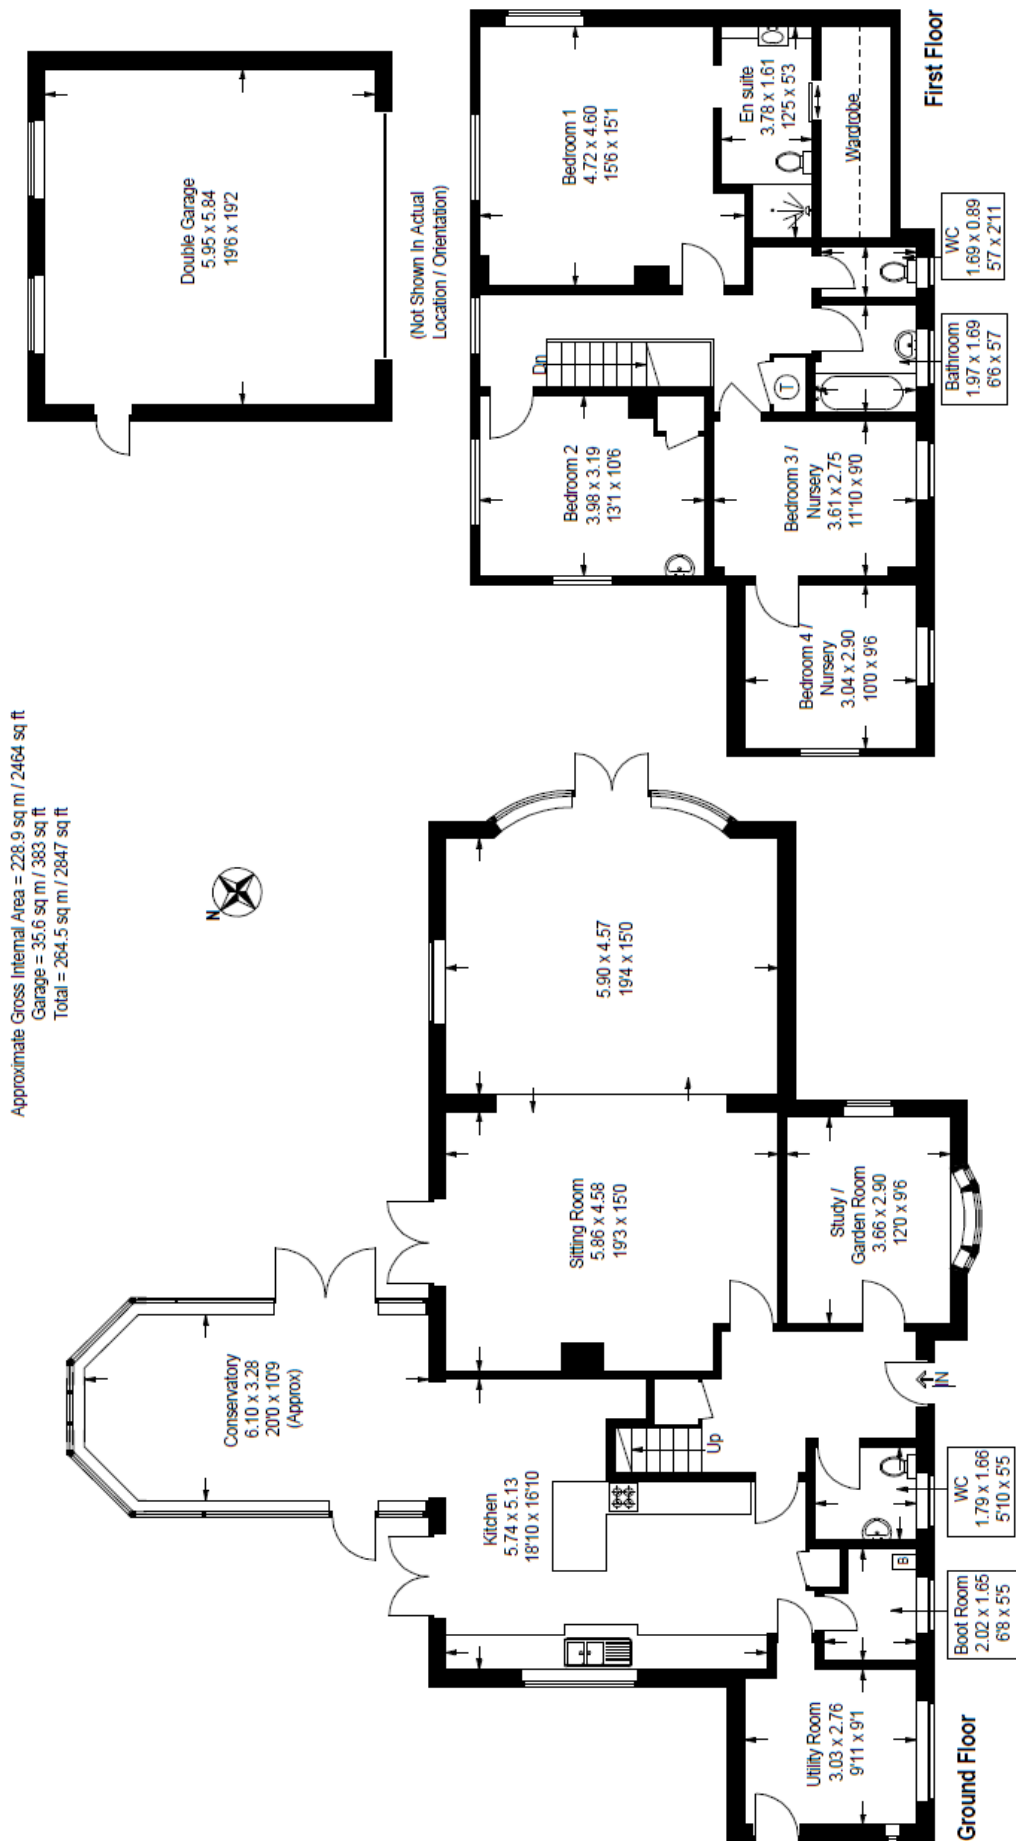 Approximate Gross Internal Area = 228.9 sq m / 2464 sq ft
Garage = 35.6 sq m / 383 sq ft
Total = 264.5 sq m / 2847 sq ft
N
Conservatory
6.10 x 3.28
20'0 x 10'9
(Approx)
Kitchen
5.74 x 5.13
18'10 x 16'10
Sitting Room
5.86 x 4.58
19'3 x 15'0
5.90 x 4.57
19'4 x 15'0
Up
Utility Room
3.03 x 2.76
9'11 x 9'1
B
Study /
Garden Room
3.66 x 2.90
12'0 x 9'6
IN
Boot Room
2.02 x 1.65
6'8 x 5'5
WC
1.79 x 1.66
5'10 x 5'5
Ground Floor
Double Garage
5.95 x 5.84
19'6 x 19'2
(Not Shown In Actual
Location / Orientation)
Bedroom 2
3.98 x 3.19
13'1 x 10'6
Dn
Bedroom 1
4.72 x 4.60
15'6 x 15'1
Bedroom 4 /
Nursery
3.04 x 2.90
10'0 x 9'6
Bedroom 3 /
Nursery
3.61 x 2.75
11'10 x 9'0
T
En suite
3.78 x 1.61
12'5 x 5'3
Wardrobe
Bathroom
1.97 x 1.69
6'6 x 5'7
WC
1.69 x 0.89
5'7 x 2'11
First Floor